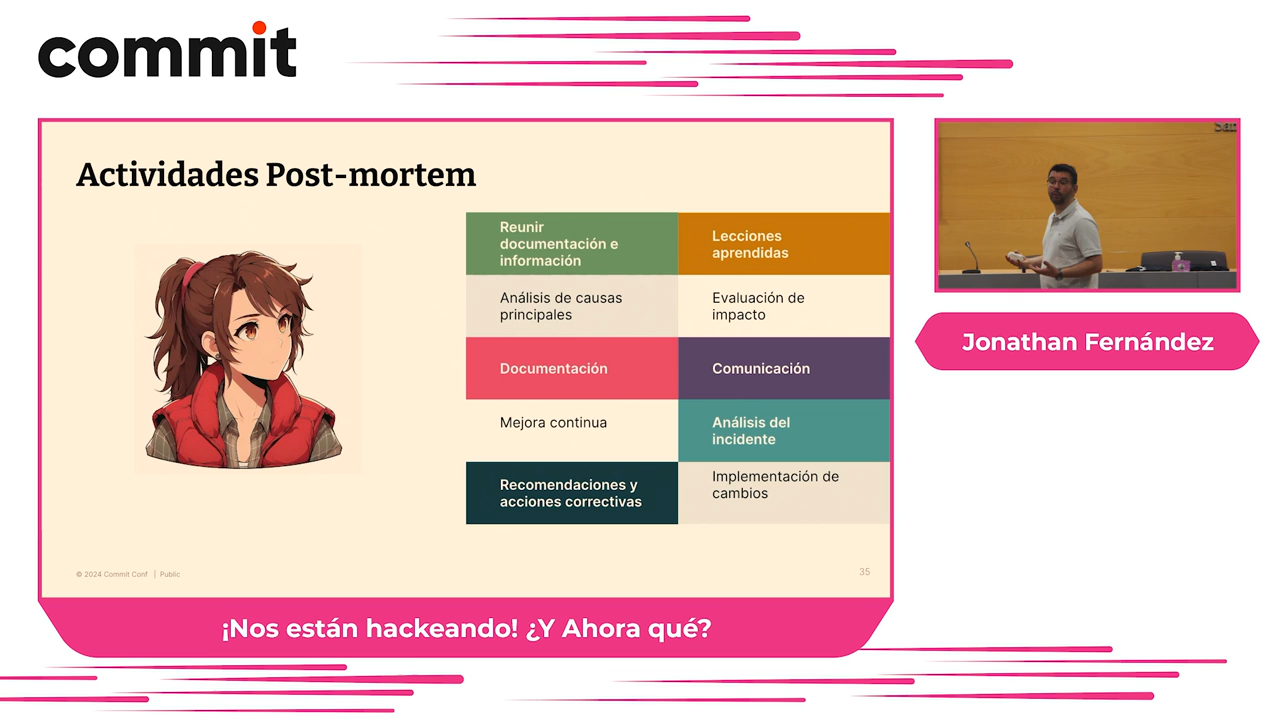 commit
Actividades Post-mortem
Reunir
documentación e
información
Lecciones
aprendidas
Análisis de causas
principales
Evaluación de
impacto
Documentación
Comunicación
Mejora continua
Análisis del
incidente
Recomendaciones y
acciones correctivas
Implementación de
cambios
© 2024 Commit Conf | Public
35
Jonathan Fernández
¡Nos están hackeando! ¿Y Ahora qué?